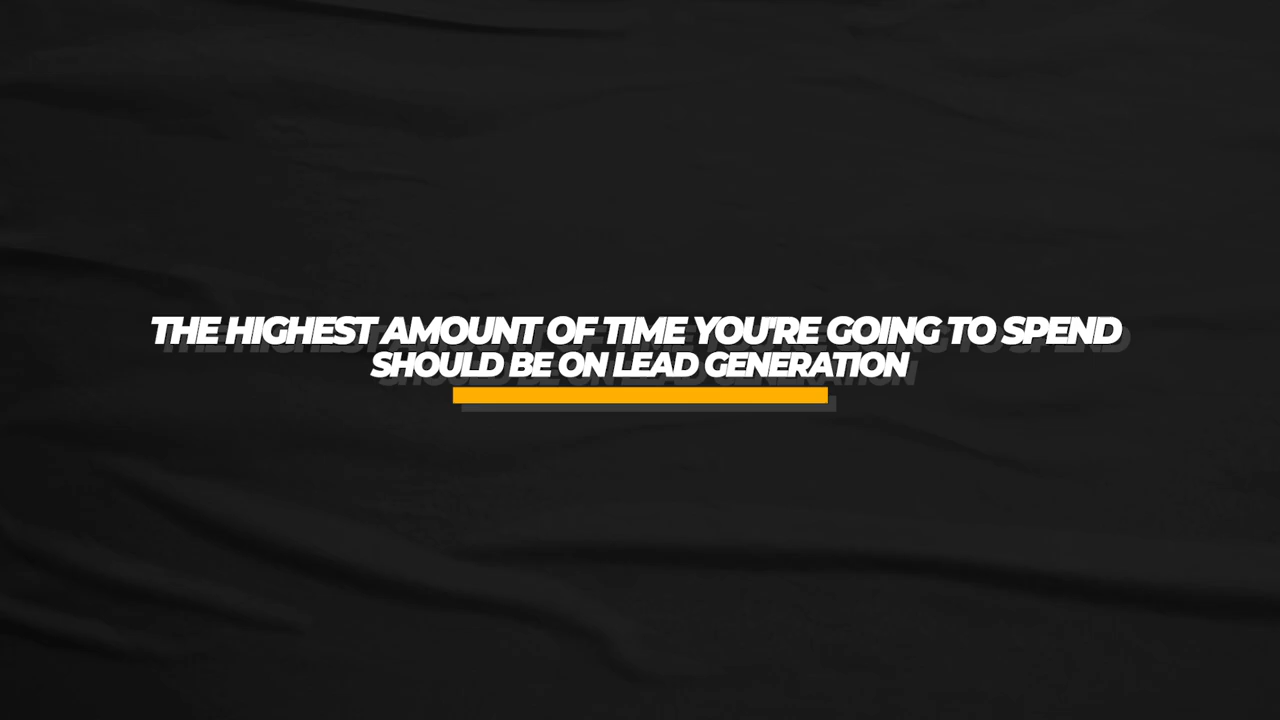 THE HIGHEST AMOUNT OF TIME YOU'RE GOING TO SPEND
SHOULD BE ON LEAD GENERATION